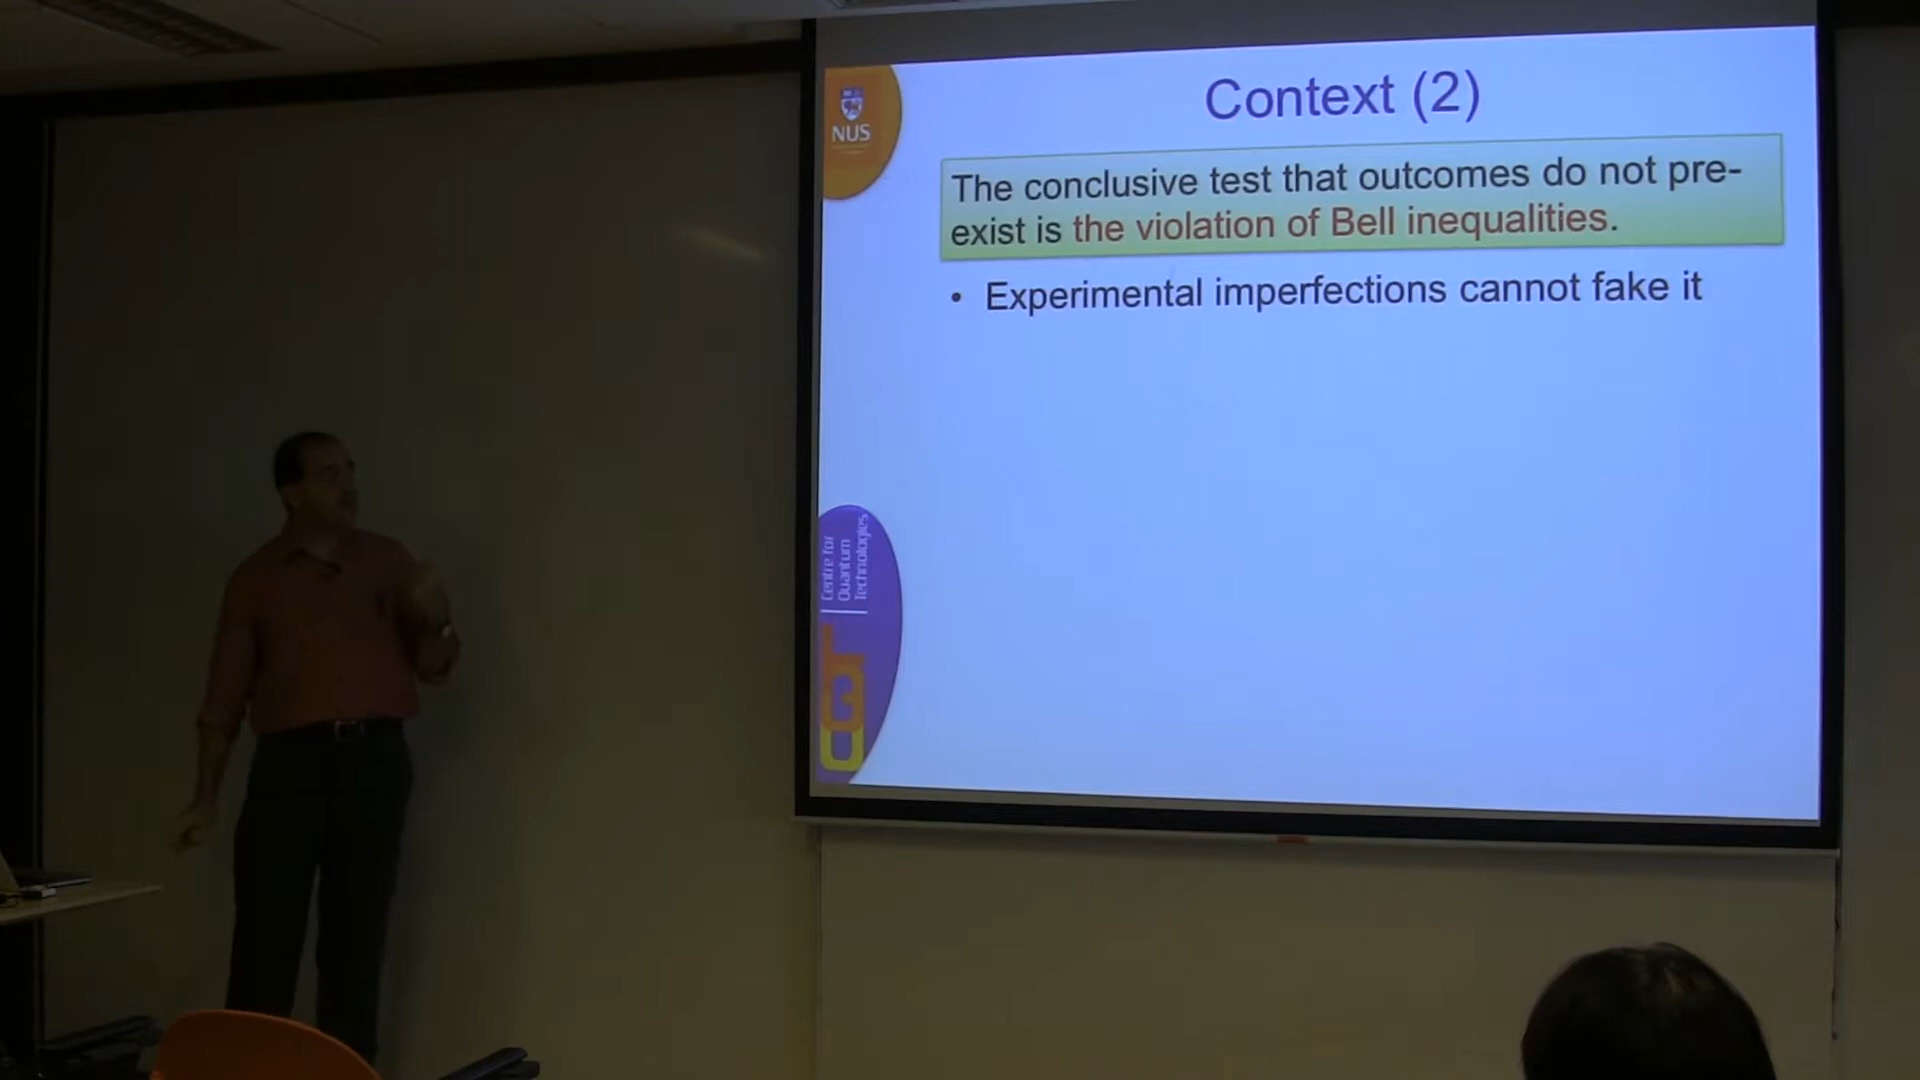 NUS
Context (2)
The conclusive test that outcomes do not pre-
exist is the violation of Bell inequalities.
• Experimental imperfections cannot fake it
Centre for
Quantum
Technologies